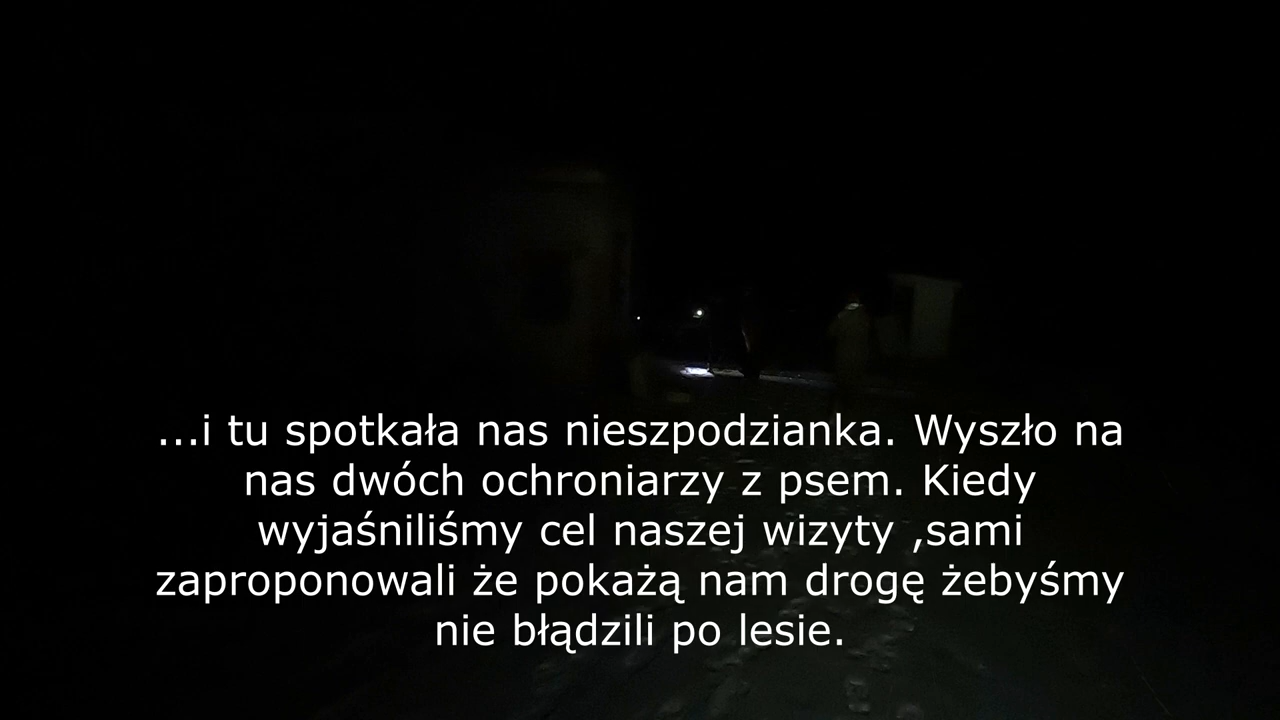 ...i tu spotkała nas nieszpodzianka. Wyszło na
nas dwóch ochroniarzy z psem. Kiedy
wyjaśniliśmy cel naszej wizyty ,sami
zaproponowali że pokażą nam drogę żebyśmy
nie błądzili po lesie.